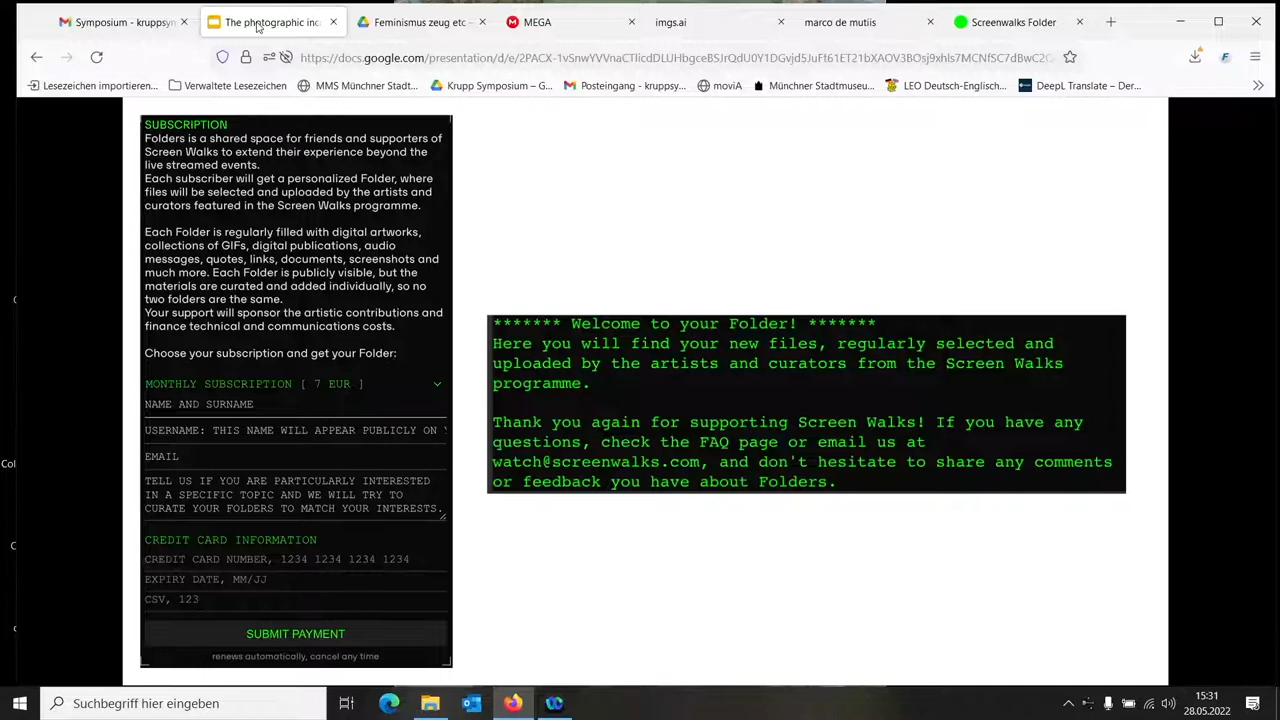 Symposium - kruppsyn
The photographic inc
Feminismus zeug etc –
MEGA
imgs.ai
marco de mutiis
Screenwalks Folder
https://docs.google.com/presentation/d/e/2PACX-1vSnwYVVnaCTIicdDLUHbgceBSJrQdU0Y1DGvjd5JuFt61ET21bXAOV3BOsj9xhls7MCNfSC7dBwC2C
Lesezeichen importieren...
Verwaltete Lesezeichen
MMS Münchner Stadt...
Krupp Symposium – G...
Posteingang - kruppsy...
moviA
Münchner Stadtmuseu...
LEO Deutsch-Englisch...
DeepL Translate – Der...
SUBSCRIPTION
Folders is a shared space for friends and supporters of
Screen Walks to extend their experience beyond the
live streamed events.
Each subscriber will get a personalized Folder, where
files will be selected and uploaded by the artists and
curators featured in the Screen Walks programme.
Each Folder is regularly filled with digital artworks,
collections of GIFs, digital publications, audio
messages, quotes, links, documents, screenshots and
much more. Each Folder is publicly visible, but the
materials are curated and added individually, so no
two folders are the same.
Your support will sponsor the artistic contributions and
finance technical and communications costs.
Choose your subscription and get your Folder:
MONTHLY SUBSCRIPTION [ 7 EUR ]
NAME AND SURNAME
USERNAME: THIS NAME WILL APPEAR PUBLICLY ON
EMAIL
TELL US IF YOU ARE PARTICULARLY INTERESTED
IN A SPECIFIC TOPIC AND WE WILL TRY TO
CURATE YOUR FOLDERS TO MATCH YOUR INTERESTS.
CREDIT CARD INFORMATION
CREDIT CARD NUMBER, 1234 1234 1234 1234
EXPIRY DATE, MM/JJ
CSV, 123
SUBMIT PAYMENT
renews automatically, cancel any time
******* Welcome to your Folder! *******
Here you will find your new files, regularly selected and
uploaded by the artists and curators from the Screen Walks
programme.
Thank you again for supporting Screen Walks! If you have any
questions, check the FAQ page or email us at
watch@screenwalks.com, and don't hesitate to share any comments
or feedback you have about Folders.
Col
Suchbegriff hier eingeben
15:31
28.05.2022